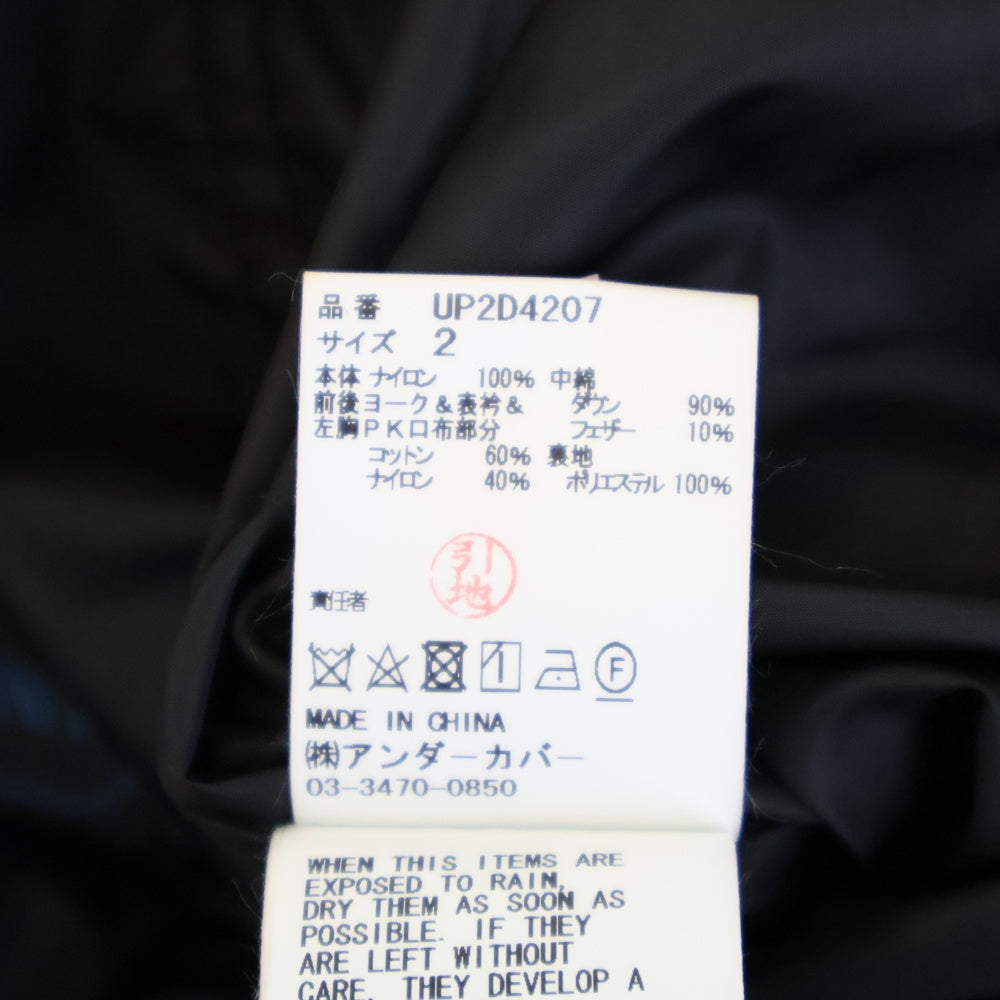 品番 UP2D4207
サイズ 2
本体 ナイロン 100% 中綿
前後ヨーク&表衿& ダウン 90%
左胸PK口布部分 フェザー 10%
コットン 60% 裏地
ナイロン 40% ポリエステル 100%
引地
責任者
F
MADE IN CHINA
㈱アンダーカバー
03-3470-0850
WHEN THIS ITEMS ARE
EXPOSED TO RAIN,
DRY THEM AS SOON AS
POSSIBLE. IF THEY
ARE LEFT WITHOUT
CARE, THEY DEVELOP A